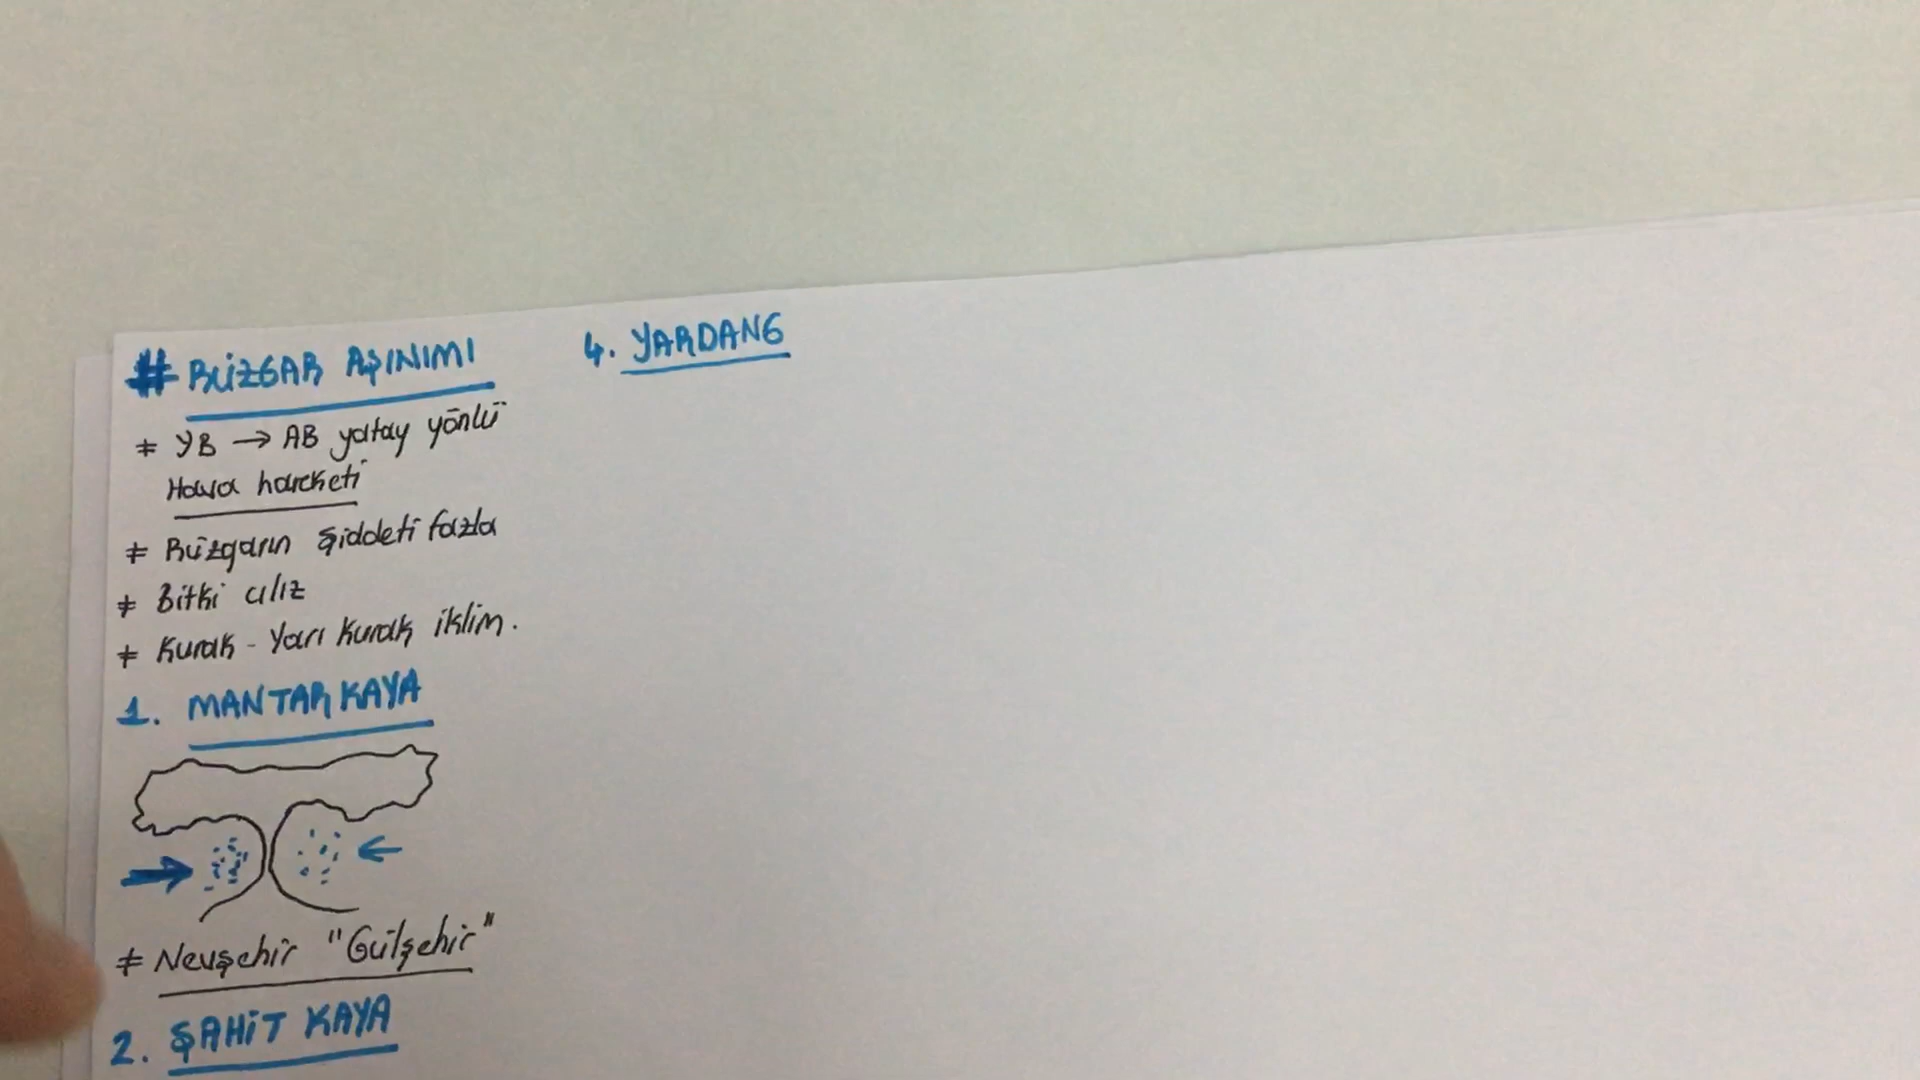 # RÜZGAR AŞINIMI
* YB → AB yatay yönlü
Hava hareketi
* Rüzgarın şiddeti fazla
* Bitki cılız
* Kurak - Yarı Kurak iklim.
1. MANTAR KAYA
* Nevşehir "Gülşehir"
2. ŞAHİT KAYA
4. YARDANG